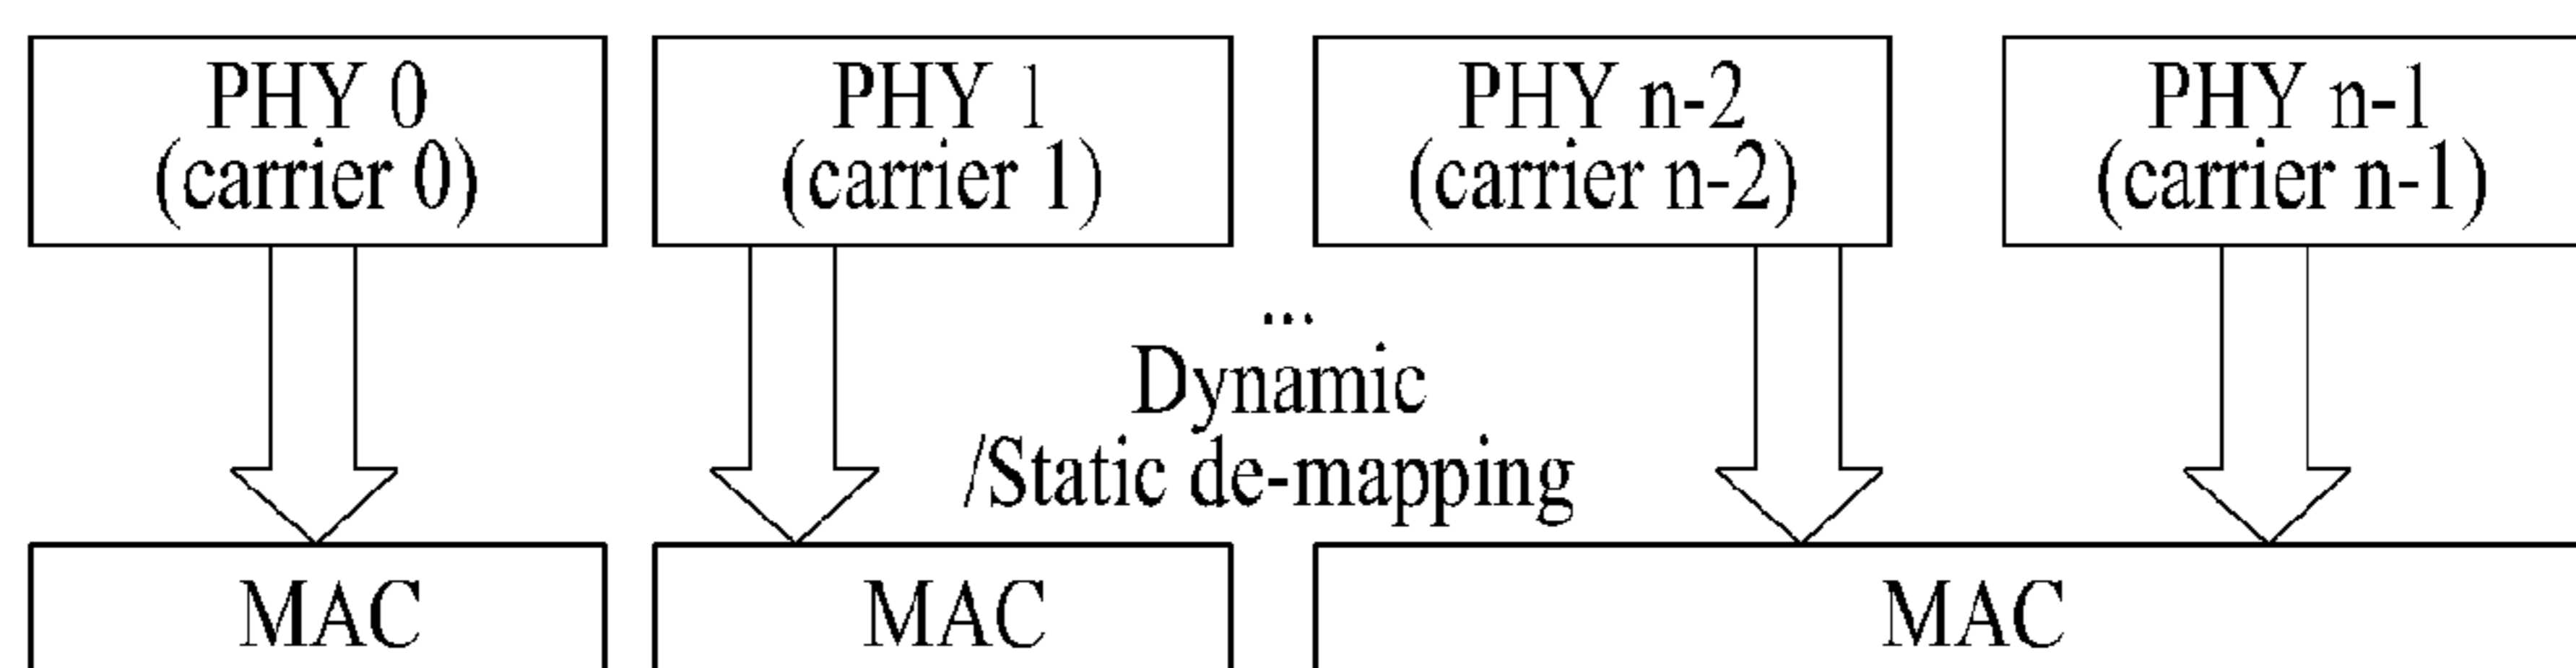 PHY 0
(carrier 0)
PHY 1
(carrier 1)
PHY n-2
(carrier n-2)
PHY n-1
(carrier n-1)
...
Dynamic
/Static de-mapping
MAC
MAC
MAC